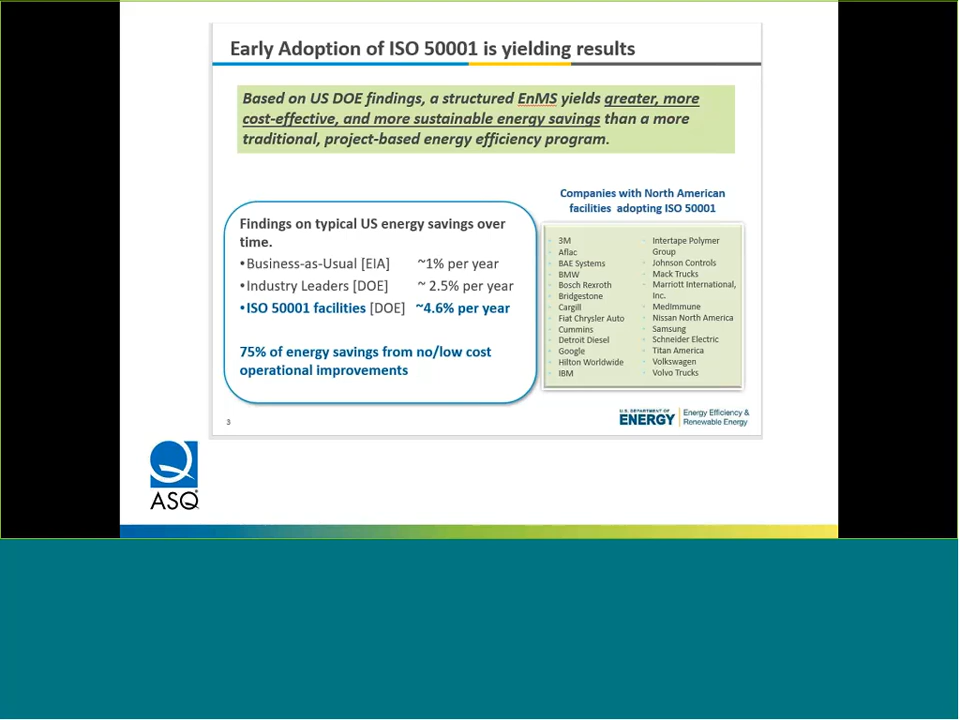 Early Adoption of ISO 50001 is yielding results
Based on US DOE findings, a structured EnMS yields greater, more
cost-effective, and more sustainable energy savings than a more
traditional, project-based energy efficiency program.
Findings on typical US energy savings over
time.
•Business-as-Usual [EIA] ~1% per year
•Industry Leaders [DOE] ~ 2.5% per year
•ISO 50001 facilities [DOE] ~4.6% per year
75% of energy savings from no/low cost
operational improvements
Companies with North American
facilities adopting ISO 50001
3M
Aflac
BAE Systems
BMW
Bosch Rexroth
Bridgestone
Cargill
Fiat Chrysler Auto
Cummins
Detroit Diesel
Google
Hilton Worldwide
IBM
Intertape Polymer
Group
Johnson Controls
Mack Trucks
Marriott International,
Inc.
MedImmune
Nissan North America
Samsung
Schneider Electric
Titan America
Volkswagen
Volvo Trucks
3
U.S. DEPARTMENT OF
ENERGY
Energy Efficiency &
Renewable Energy
ASQ